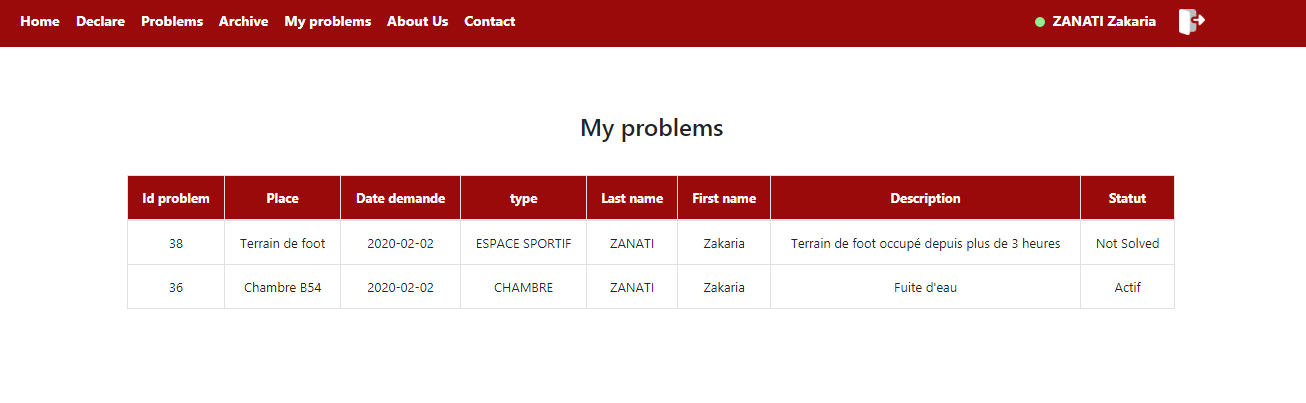 Home Declare Problems Archive My problems About Us Contact ZANATI Zakaria
My problems
Id problem Place Date demande type Last name First name Description Statut
38 Terrain de foot 2020-02-02 ESPACE SPORTIF ZANATI Zakaria Terrain de foot occupé depuis plus de 3 heures Not Solved
36 Chambre B54 2020-02-02 CHAMBRE ZANATI Zakaria Fuite d'eau Actif